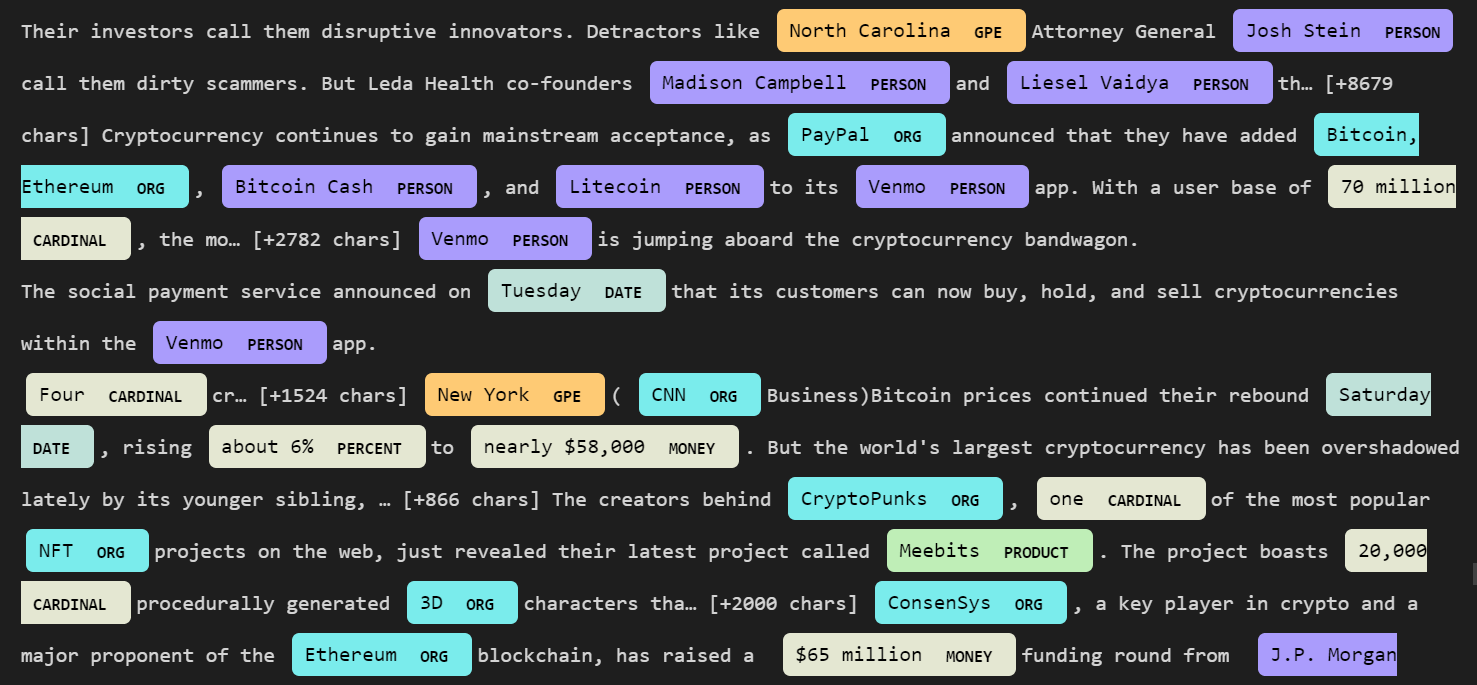 Their investors call them disruptive innovators. Detractors like North Carolina GPE Attorney General Josh Stein PERSON
call them dirty scammers. But Leda Health co-founders Madison Campbell PERSON and Liesel Vaidya PERSON th… [+8679
chars] Cryptocurrency continues to gain mainstream acceptance, as PayPal ORG announced that they have added Bitcoin,
Ethereum ORG , Bitcoin Cash PERSON , and Litecoin PERSON to its Venmo PERSON app. With a user base of 70 million
CARDINAL , the mo… [+2782 chars] Venmo PERSON is jumping aboard the cryptocurrency bandwagon.
The social payment service announced on Tuesday DATE that its customers can now buy, hold, and sell cryptocurrencies
within the Venmo PERSON app.
Four CARDINAL cr… [+1524 chars] New York GPE ( CNN ORG Business)Bitcoin prices continued their rebound Saturday
DATE , rising about 6% PERCENT to nearly $58,000 MONEY . But the world's largest cryptocurrency has been overshadowed
lately by its younger sibling, … [+866 chars] The creators behind CryptoPunks ORG , one CARDINAL of the most popular
NFT ORG projects on the web, just revealed their latest project called Meebits PRODUCT . The project boasts 20,000
CARDINAL procedurally generated 3D ORG characters tha… [+2000 chars] ConsenSys ORG , a key player in crypto and a
major proponent of the Ethereum ORG blockchain, has raised a $65 million MONEY funding round from J.P. Morgan